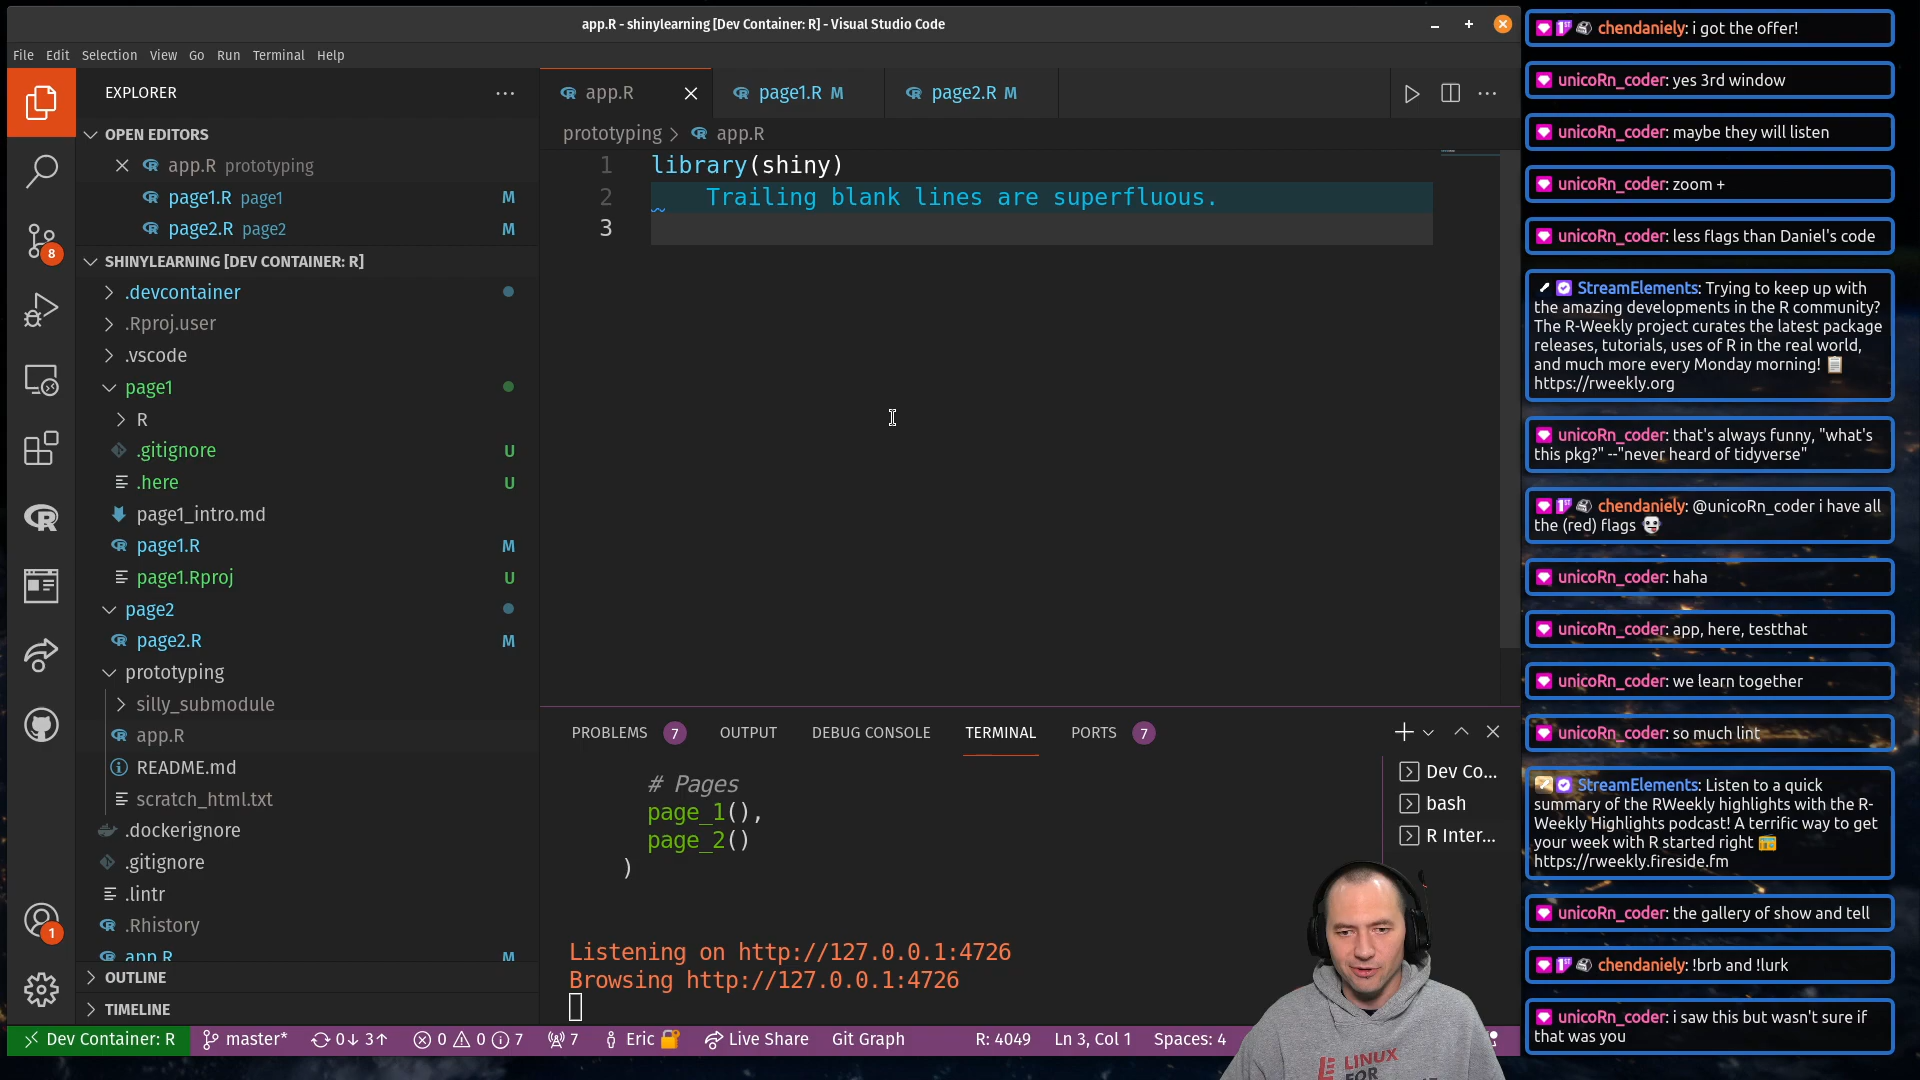 app.R - shinylearning [Dev Container: R] - Visual Studio Code
File Edit Selection View Go Run Terminal Help
EXPLORER
OPEN EDITORS
app.R prototyping
page1.R page1 M
page2.R page2 M
SHINYLEARNING [DEV CONTAINER: R]
.devcontainer
.Rproj.user
.vscode
page1
R
.gitignore U
.here U
page1_intro.md
page1.R M
page1.Rproj U
page2
page2.R M
prototyping
silly_submodule
app.R
README.md
scratch_html.txt
.dockerignore
.gitignore
.lintr
.Rhistory
app.R M
OUTLINE
TIMELINE
8
1
app.R
page1.R M
page2.R M
prototyping > app.R
1 library(shiny)
2 Trailing blank lines are superfluous.
3
PROBLEMS 7 OUTPUT DEBUG CONSOLE TERMINAL PORTS 7
# Pages
page_1(),
page_2()
)
Listening on http://127.0.0.1:4726
Browsing http://127.0.0.1:4726
Dev Co...
bash
R Inter...
Dev Container: R master* 0↓ 3↑ 0 0 7 7 Eric Live Share Git Graph R: 4049 Ln 3, Col 1 Spaces: 4
LINUX
FOR
chendaniely: i got the offer!
unicoRn_coder: yes 3rd window
unicoRn_coder: maybe they will listen
unicoRn_coder: zoom +
unicoRn_coder: less flags than Daniel's code
StreamElements: Trying to keep up with
the amazing developments in the R community?
The R-Weekly project curates the latest package
releases, tutorials, uses of R in the real world,
and much more every Monday morning! 📋
https://rweekly.org
unicoRn_coder: that's always funny, "what's
this pkg?" --"never heard of tidyverse"
chendaniely: @unicoRn_coder i have all
the (red) flags
unicoRn_coder: haha
unicoRn_coder: app, here, testthat
unicoRn_coder: we learn together
unicoRn_coder: so much lint
StreamElements: Listen to a quick
summary of the RWeekly highlights with the R-
Weekly Highlights podcast! A terrific way to get
your week with R started right 📻
https://rweekly.fireside.fm
unicoRn_coder: the gallery of show and tell
chendaniely: !brb and !lurk
unicoRn_coder: i saw this but wasn't sure if
that was you